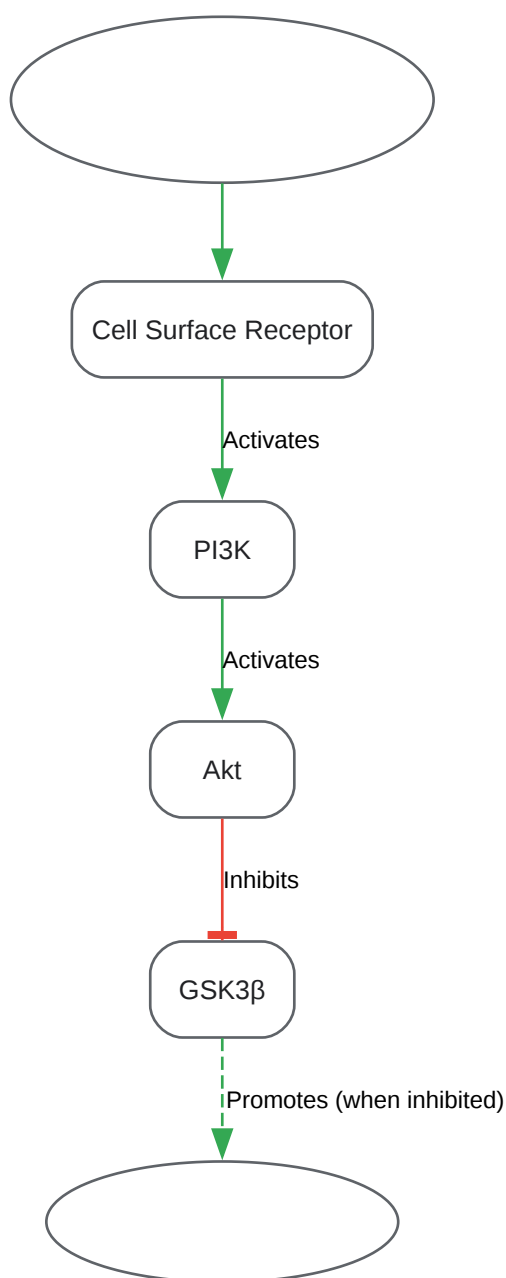 Cell Surface Receptor
Activates
PI3K
Activates
Akt
Inhibits
GSK3β
Promotes (when inhibited)